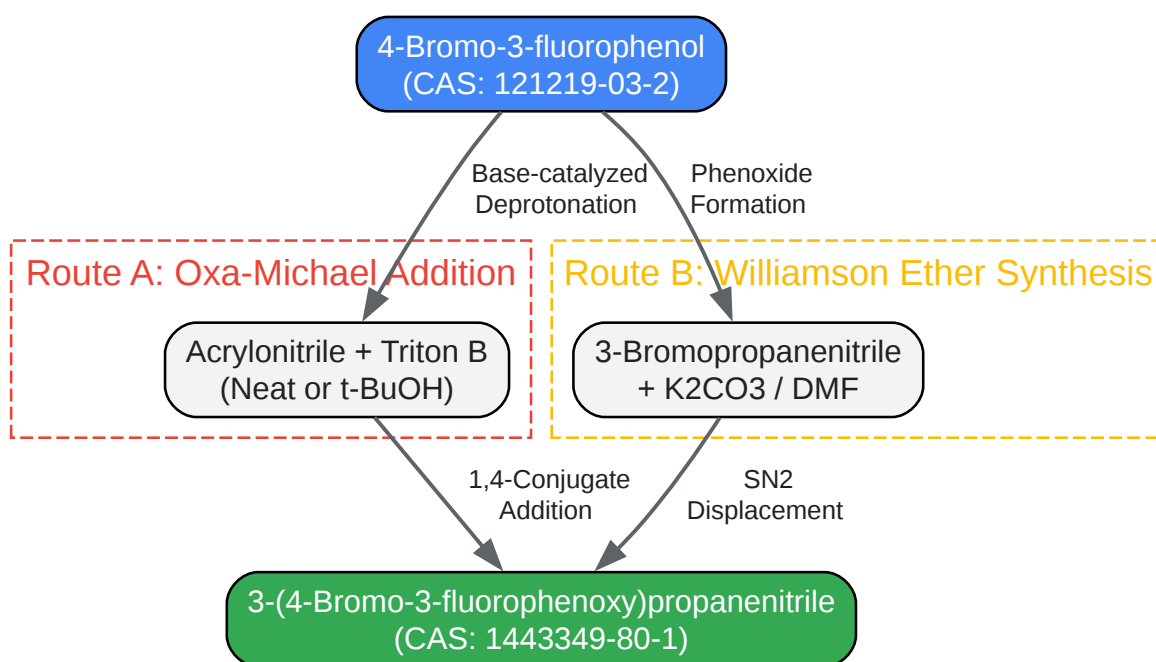 4-Bromo-3-fluorophenol
(CAS: 121219-03-2)
Base-catalyzed
Deprotonation
Phenoxide
Formation
Route A: Oxa-Michael Addition
Route B: Williamson Ether Synthesis
Acrylonitrile + Triton B
(Neat or t-BuOH)
3-Bromopropanenitrile
+ K2CO3 / DMF
1,4-Conjugate
Addition
SN2
Displacement
3-(4-Bromo-3-fluorophenoxy)propanenitrile
(CAS: 1443349-80-1)